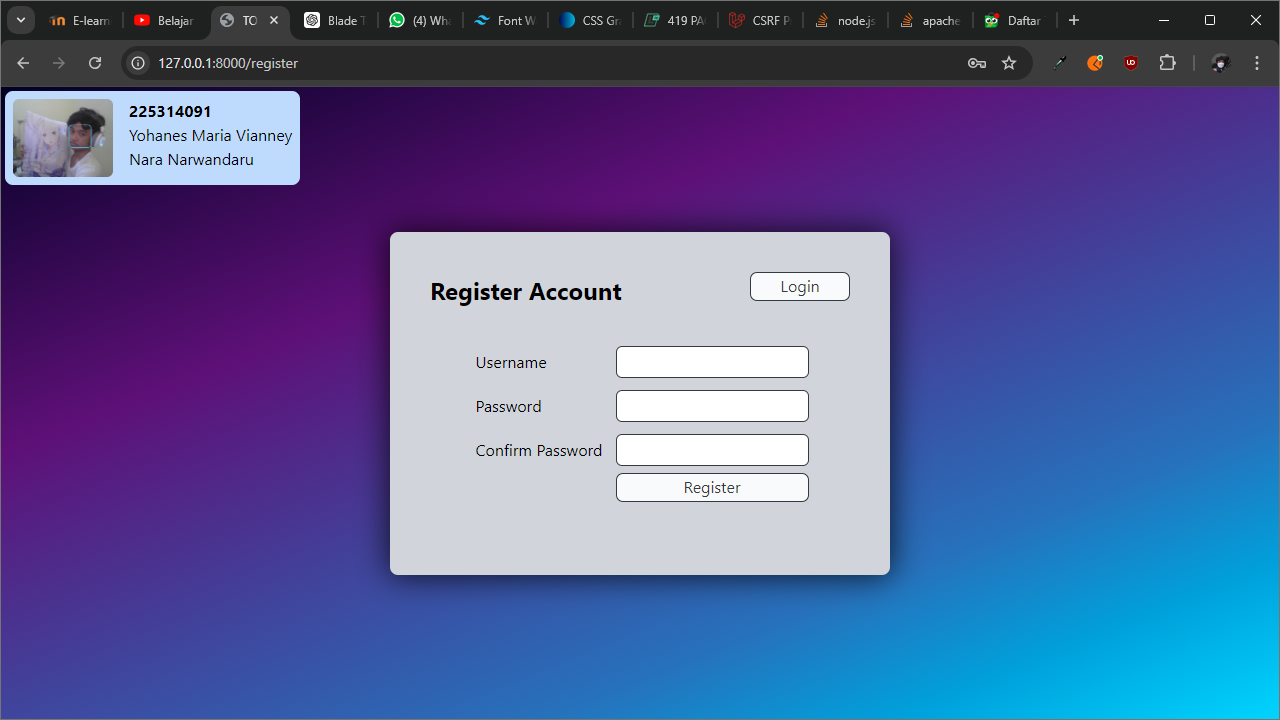 E-learn
Belajar
TO
Blade T
(4) Wha
Font W
CSS Gra
419 PA
CSRF P
node.js
apache
Daftar
127.0.0.1:8000/register
225314091
Yohanes Maria Vianney
Nara Narwandaru
Register Account
Login
Username
Password
Confirm Password
Register